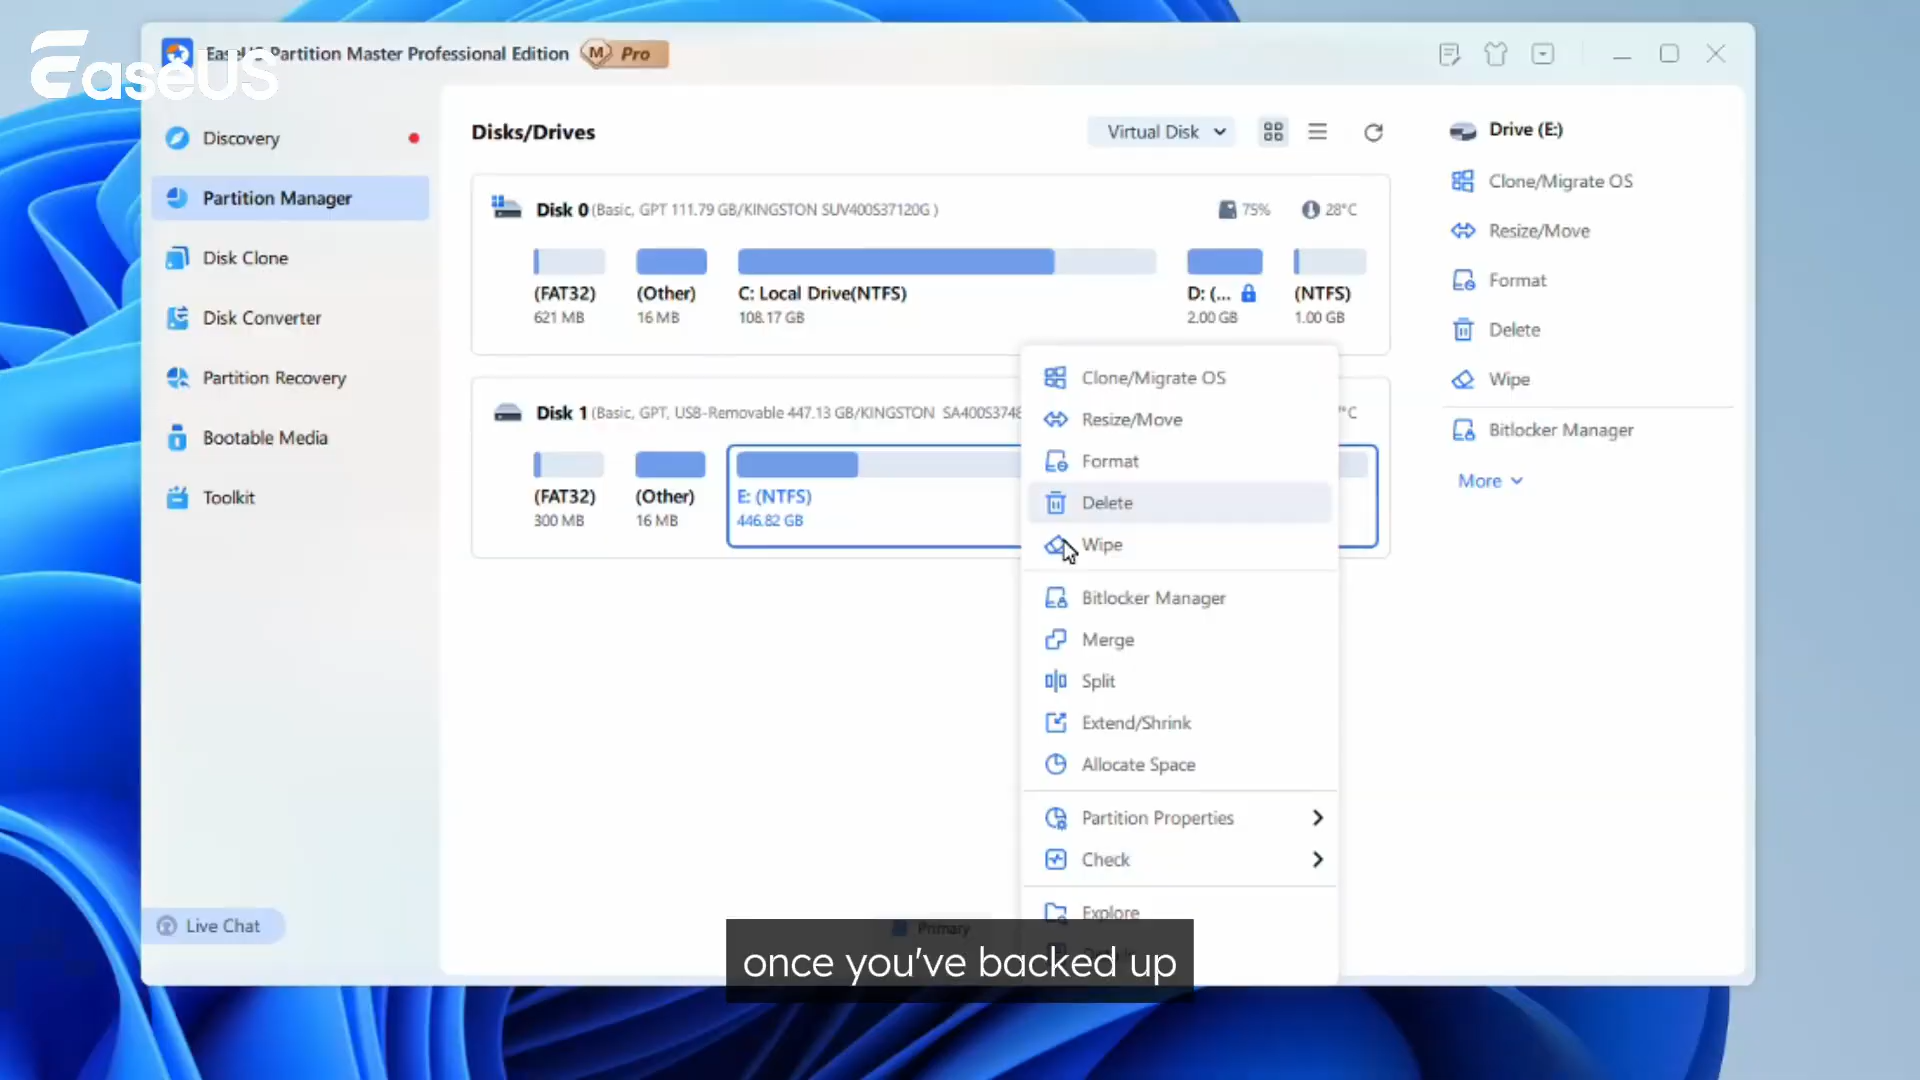 EaseUS
EaseUS Partition Master Professional Edition
M Pro
Discovery
Partition Manager
Disk Clone
Disk Converter
Partition Recovery
Bootable Media
Toolkit
Live Chat
Disks/Drives
Virtual Disk
Disk 0 (Basic, GPT 111.79 GB/KINGSTON SUV400S37120G )
75%
28°C
(FAT32)
621 MB
(Other)
16 MB
C: Local Drive(NTFS)
108.17 GB
D: (...
2.00 GB
(NTFS)
1.00 GB
Disk 1 (Basic, GPT, USB-Removable 447.13 GB/KINGSTON SA400S3748
°C
(FAT32)
300 MB
(Other)
16 MB
E: (NTFS)
446.82 GB
Clone/Migrate OS
Resize/Move
Format
Delete
Wipe
Bitlocker Manager
Merge
Split
Extend/Shrink
Allocate Space
Partition Properties
Check
Explore
Primary
once you've backed up
Drive (E:)
Clone/Migrate OS
Resize/Move
Format
Delete
Wipe
Bitlocker Manager
More